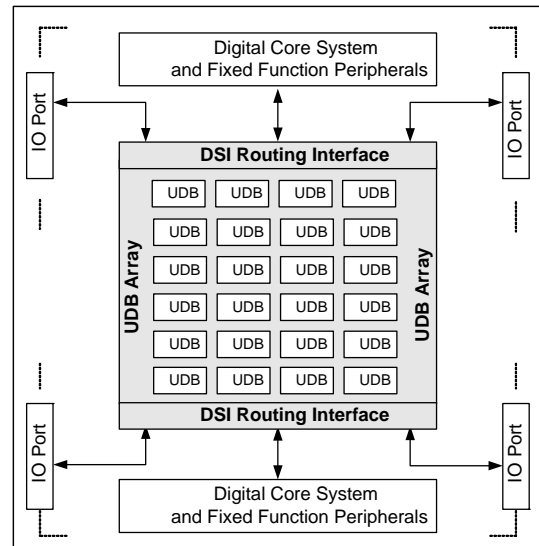 Digital Core System
and Fixed Function Peripherals
IO Port
IO Port
DSI Routing Interface
UDB UDB UDB UDB
UDB UDB UDB UDB
UDB UDB UDB UDB
UDB UDB UDB UDB
UDB UDB UDB UDB
UDB UDB UDB UDB
UDB Array
UDB Array
DSI Routing Interface
IO Port
IO Port
Digital Core System
and Fixed Function Peripherals